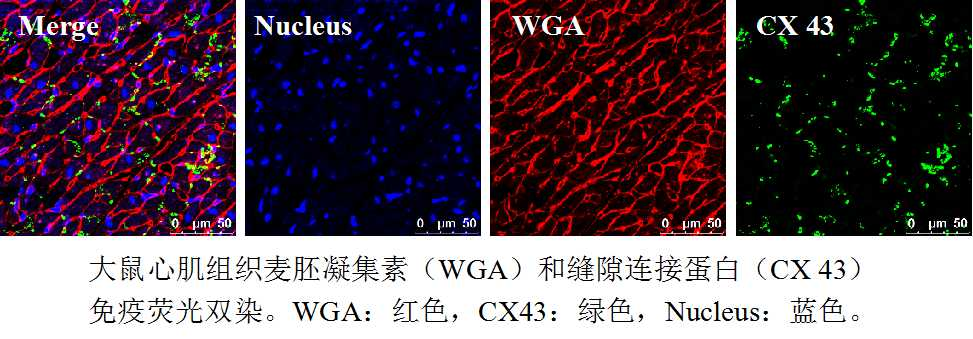 Merge Nucleus WGA CX 43
0 µm 50 0 µm 50 0 µm 50 0 µm 50
大鼠心肌组织麦胚凝集素（WGA）和缝隙连接蛋白（CX 43）
免疫荧光双染。WGA：红色，CX43：绿色，Nucleus：蓝色。